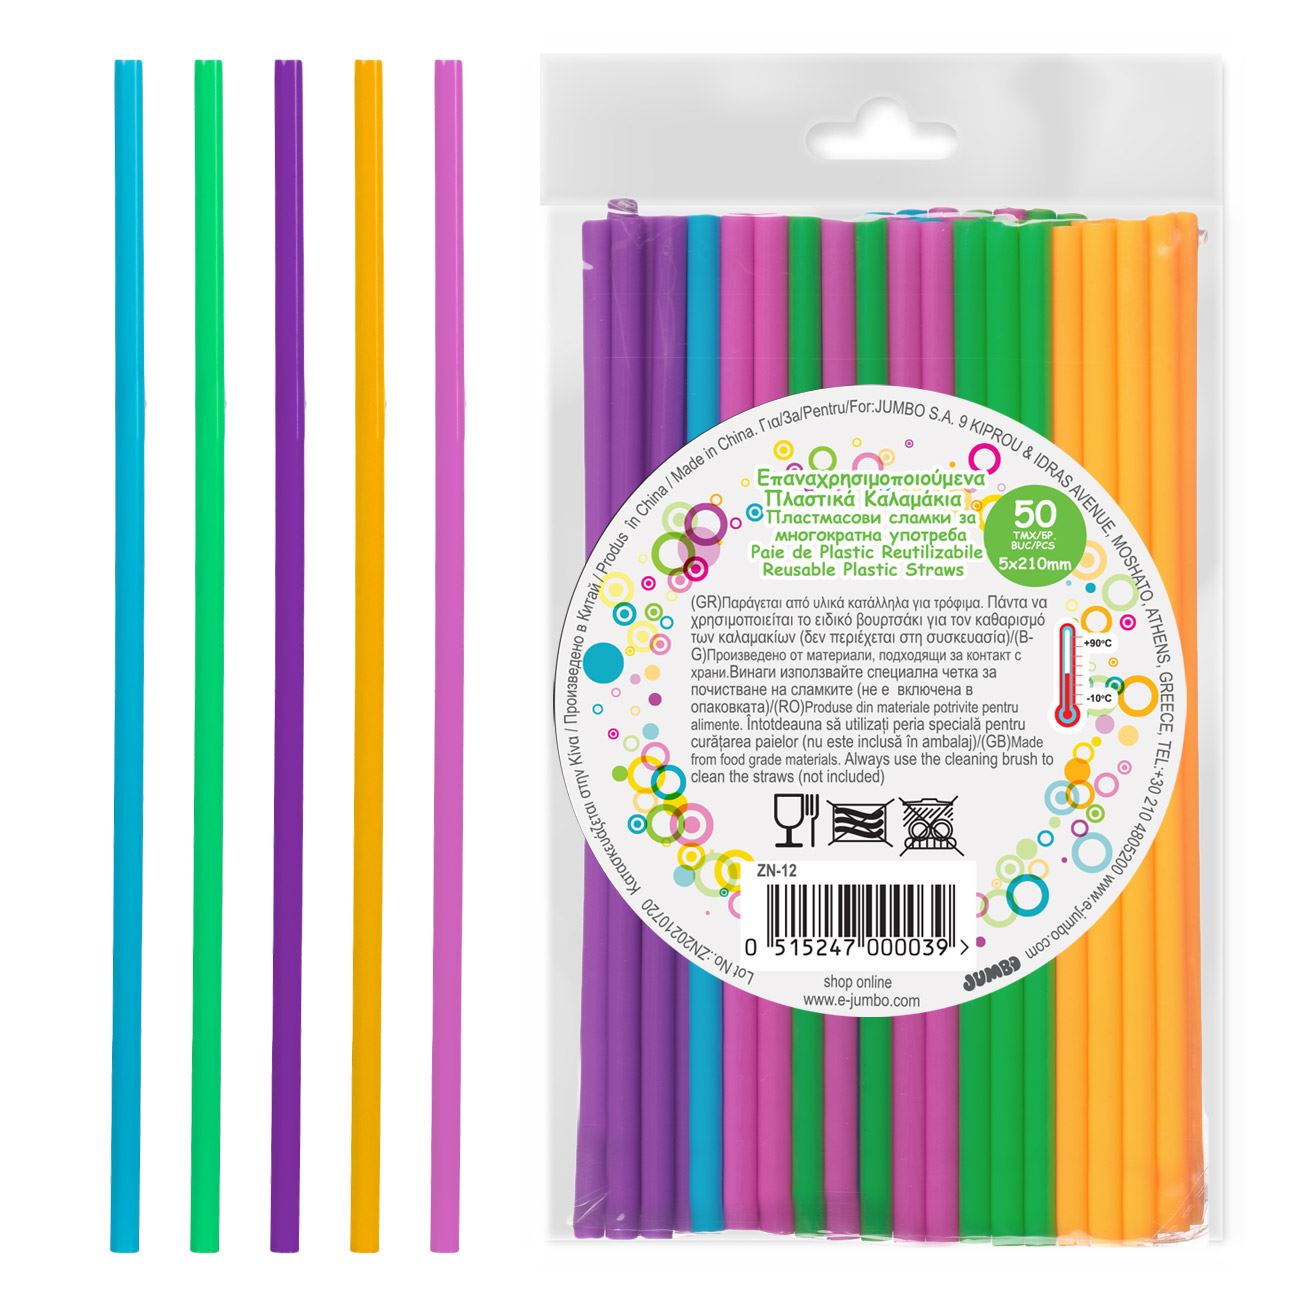 Lot No.:ZN20210720 Κατασκευάζεται στην Κίνα / Произведено в Китай / Produs în China / Made in China. Για/За/Pentru/For:JUMBO S.A. 9 KIPROU & IDRAS AVENUE, MOSHATO, ATHENS, GREECE, TEL:+30 210 4805200 www.e-jumbo.com
Επαναχρησιμοποιούμενα
Πλαστικά Καλαμάκια
Пластмасови сламки за
многократна употреба
Paie de Plastic Reutilizabile
Reusable Plastic Straws
50
ΤΜΧ/БР.
BUC/PCS
5x210mm
(GR)Παράγεται από υλικά κατάλληλα για τρόφιμα. Πάντα να
χρησιμοποιείται το ειδικό βουρτσάκι για τον καθαρισμό
των καλαμακίων (δεν περιέχεται στη συσκευασία)/(B-
G)Произведено от материали, подходящи за контакт с
храни.Винаги използвайте специална четка за
почистване на сламките (не е включена в
опаковката)/(RO)Produse din materiale potrivite pentru
alimente. Întotdeauna să utilizați peria specială pentru
curățarea paielor (nu este inclusă în ambalaj)/(GB)Made
from food grade materials. Always use the cleaning brush to
clean the straws (not included)
+90°C
-10°C
ZN-12
0 515247 000039 >
JUMBO
shop online
www.e-jumbo.com